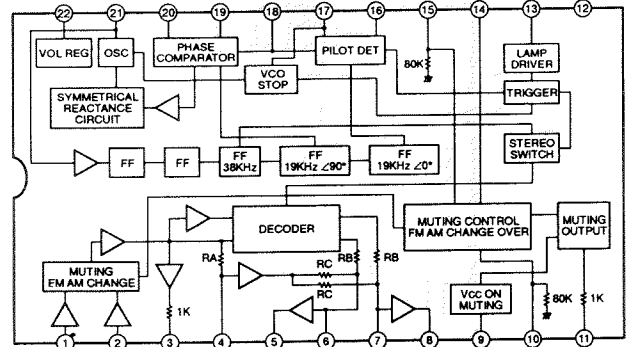 22 21 20 19 18 17 16 15 14 13 12
VOL REG
OSC
PHASE
COMPARATOR
PILOT DET
80K
LAMP
DRIVER
VCO
STOP
TRIGGER
SYMMETRICAL
REACTANCE
CIRCUIT
STEREO
SWITCH
FF
FF
FF
38KHz
FF
19KHz ∠90°
FF
19KHz ∠0°
DECODER
MUTING CONTROL
FM AM CHANGE OVER
MUTING
OUTPUT
RA
RB
RB
RC
RC
MUTING
FM AM CHANGE
1K
Vcc ON
MUTING
80K
1K
1 2 3 4 5 6 7 8 9 10 11